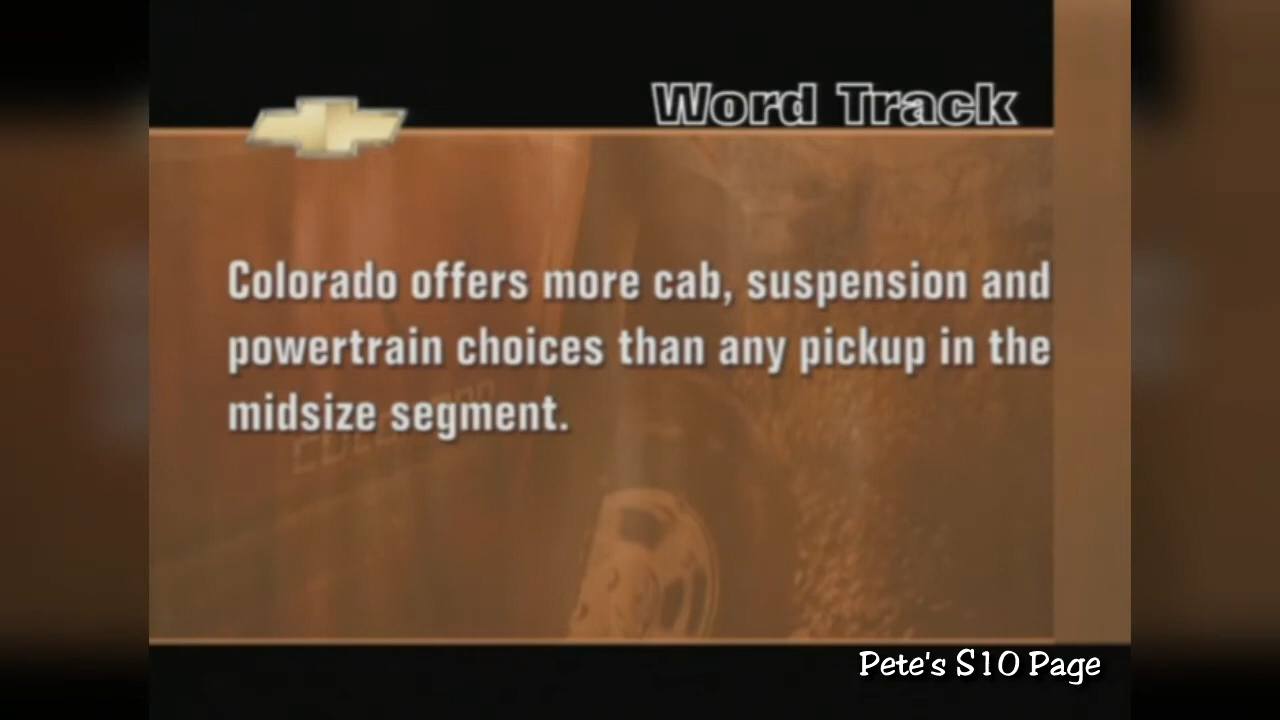 Word Track
Colorado offers more cab, suspension and
powertrain choices than any pickup in the
midsize segment.
Pete's S10 Page